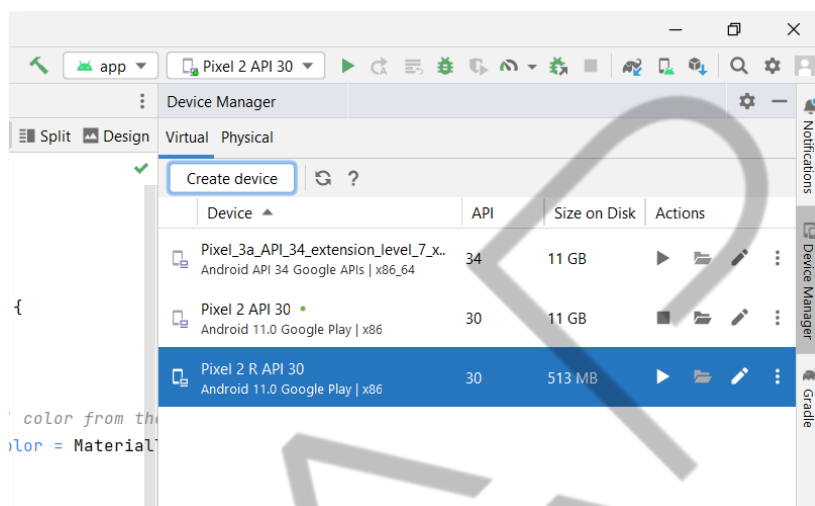 app
Pixel 2 API 30
Device Manager
Split
Design
Virtual
Physical
Create device
?
Device
API
Size on Disk
Actions
Pixel_3a_API_34_extension_level_7_x..
Android API 34 Google APIs | x86_64
34
11 GB
Pixel 2 API 30
Android 11.0 Google Play | x86
30
11 GB
Pixel 2 R API 30
Android 11.0 Google Play | x86
30
513 MB
{
color from the
olor = Material
Notifications
Device Manager
Gradle